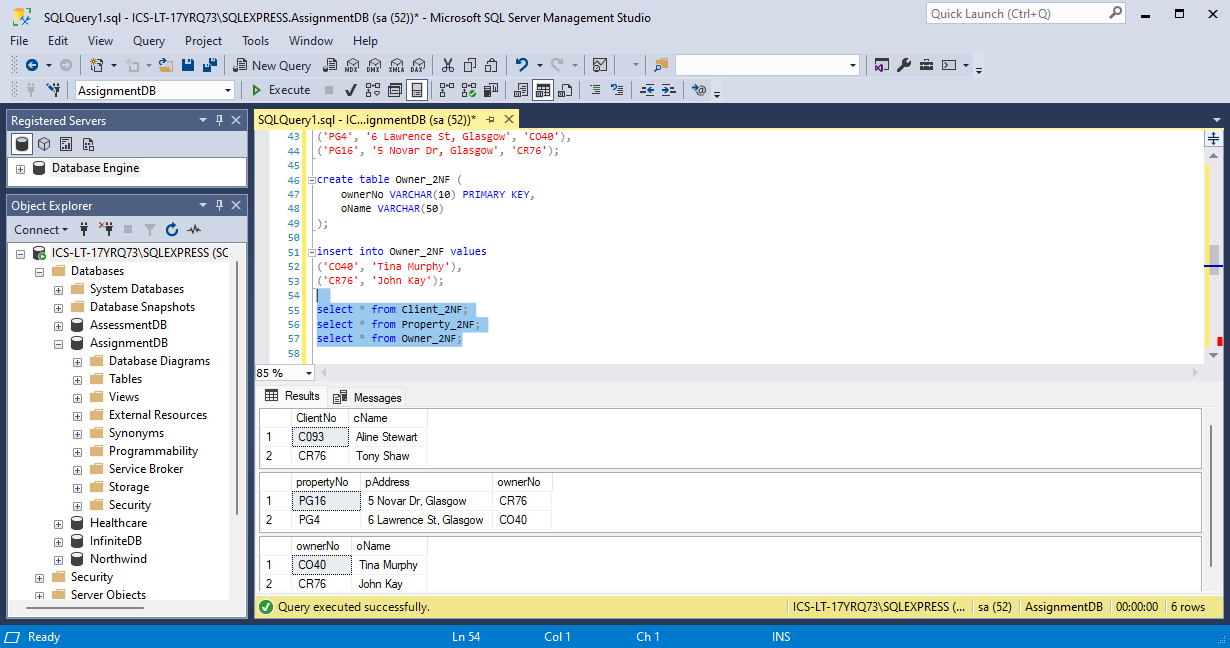 SQLQuery1.sql - ICS-LT-17YRQ73\SQLEXPRESS.AssignmentDB (sa (52))* - Microsoft SQL Server Management Studio
Quick Launch (Ctrl+Q)
File Edit View Query Project Tools Window Help
New Query MDX DMX XMLA DAX
AssignmentDB Execute
Registered Servers
Database Engine
Object Explorer
Connect
ICS-LT-17YRQ73\SQLEXPRESS (SC
Databases
System Databases
Database Snapshots
AssessmentDB
AssignmentDB
Database Diagrams
Tables
Views
External Resources
Synonyms
Programmability
Service Broker
Storage
Security
Healthcare
InfiniteDB
Northwind
Security
Server Objects
SQLQuery1.sql - IC...ignmentDB (sa (52))*
43 ('PG4', '6 Lawrence St, Glasgow', 'CO40'),
44 ('PG16', '5 Novar Dr, Glasgow', 'CR76');
45
46 create table Owner_2NF (
47 ownerNo VARCHAR(10) PRIMARY KEY,
48 oName VARCHAR(50)
49 );
50
51 insert into Owner_2NF values
52 ('CO40', 'Tina Murphy'),
53 ('CR76', 'John Kay');
54
55 select * from Client_2NF;
56 select * from Property_2NF;
57 select * from Owner_2NF;
58
85 %
Results Messages
ClientNo cName
1 C093 Aline Stewart
2 CR76 Tony Shaw
propertyNo pAddress ownerNo
1 PG16 5 Novar Dr, Glasgow CR76
2 PG4 6 Lawrence St, Glasgow CO40
ownerNo oName
1 CO40 Tina Murphy
2 CR76 John Kay
Query executed successfully. ICS-LT-17YRQ73\SQLEXPRESS (... sa (52) AssignmentDB 00:00:00 6 rows
Ready Ln 54 Col 1 Ch 1 INS